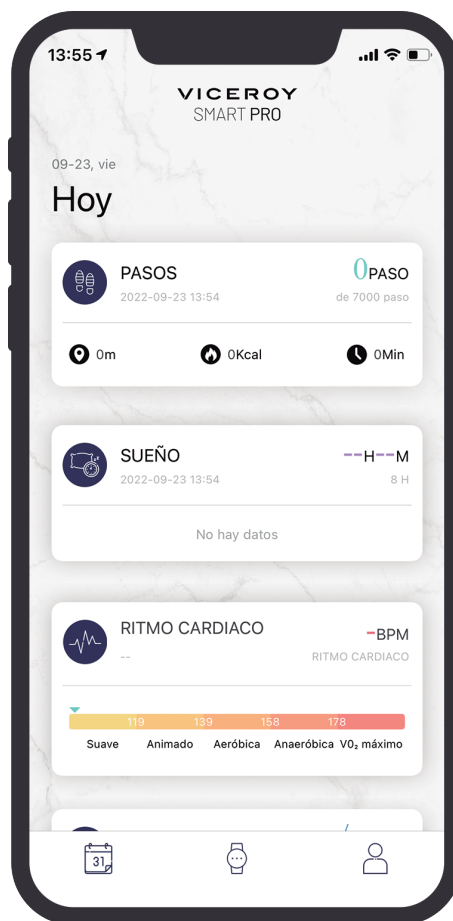 13:55
VICEROY
SMART PRO
09-23, vie
Hoy
PASOS
0PASO
2022-09-23 13:54
de 7000 paso
0m
0Kcal
0Min
SUEÑO
--H--M
2022-09-23 13:54
8 H
No hay datos
RITMO CARDIACO
-BPM
--
RITMO CARDIACO
119 139 158 178
Suave Animado Aeróbica Anaeróbica V0₂ máximo
31